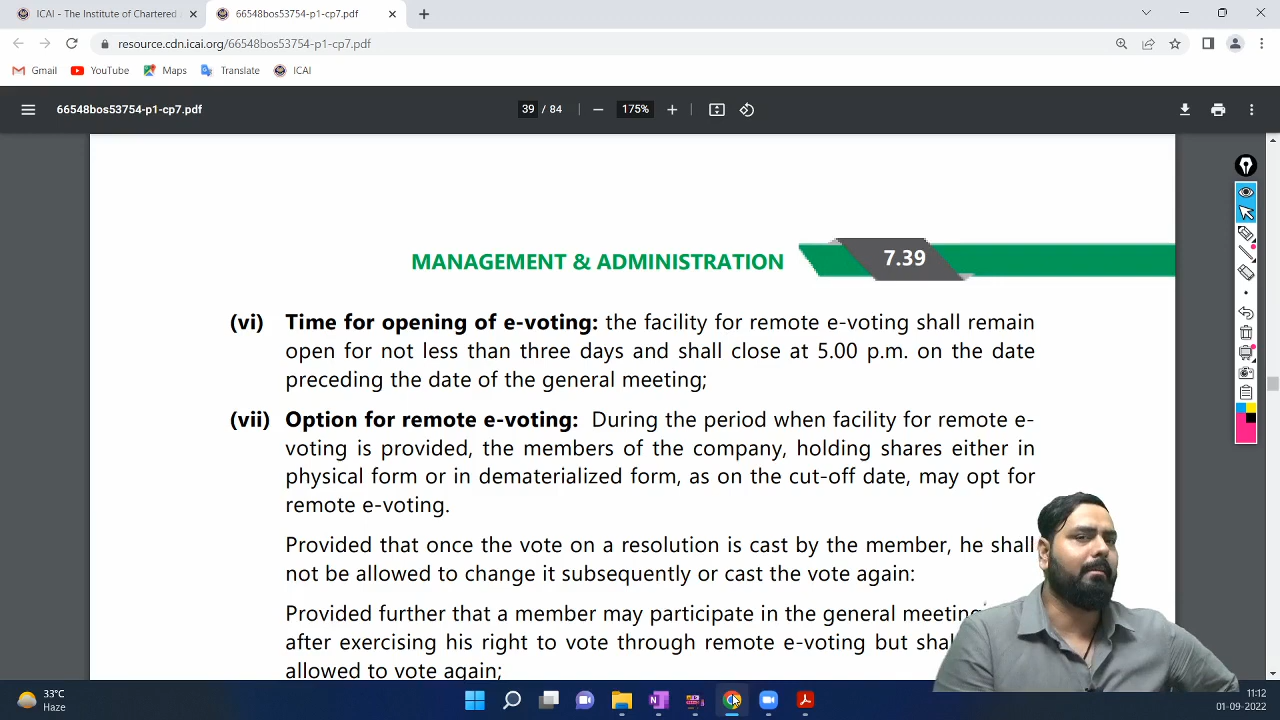 ICAI - The Institute of Chartered
66548bos53754-p1-cp7.pdf
resource.cdn.icai.org/66548bos53754-p1-cp7.pdf
Gmail YouTube Maps Translate ICAI
66548bos53754-p1-cp7.pdf 39 / 84 175%
MANAGEMENT & ADMINISTRATION 7.39
(vi) Time for opening of e-voting: the facility for remote e-voting shall remain
open for not less than three days and shall close at 5.00 p.m. on the date
preceding the date of the general meeting;
(vii) Option for remote e-voting: During the period when facility for remote e-
voting is provided, the members of the company, holding shares either in
physical form or in dematerialized form, as on the cut-off date, may opt for
remote e-voting.
Provided that once the vote on a resolution is cast by the member, he shall
not be allowed to change it subsequently or cast the vote again:
Provided further that a member may participate in the general meeting
after exercising his right to vote through remote e-voting but
allowed to vote again;
33°C
Haze
11:12
01-09-2022